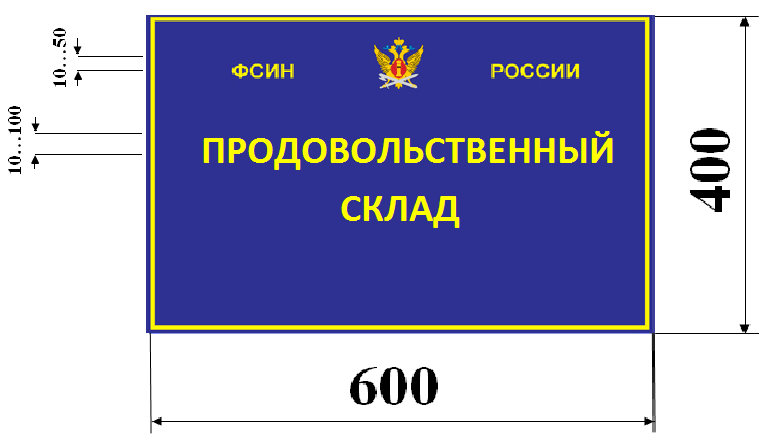 10...50
ФСИН РОССИИ
10...100
ПРОДОВОЛЬСТВЕННЫЙ
СКЛАД
400
600